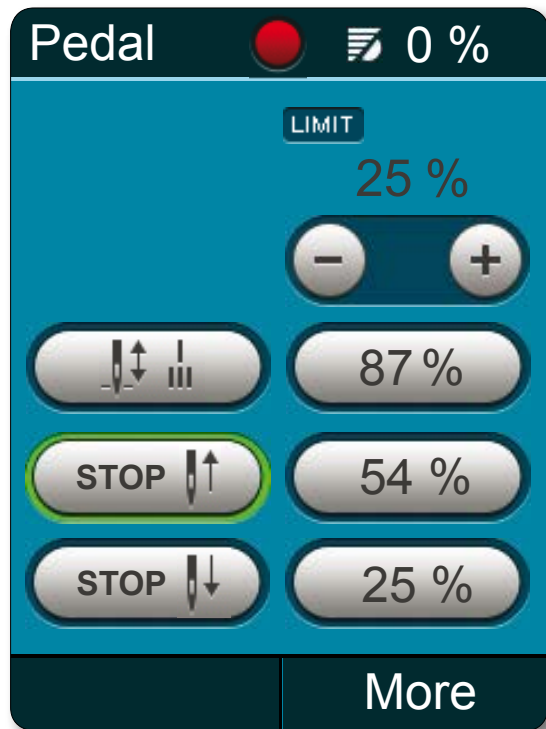 Pedal 0 %
LIMIT
25 %
- +
87 %
STOP 54 %
STOP 25 %
More